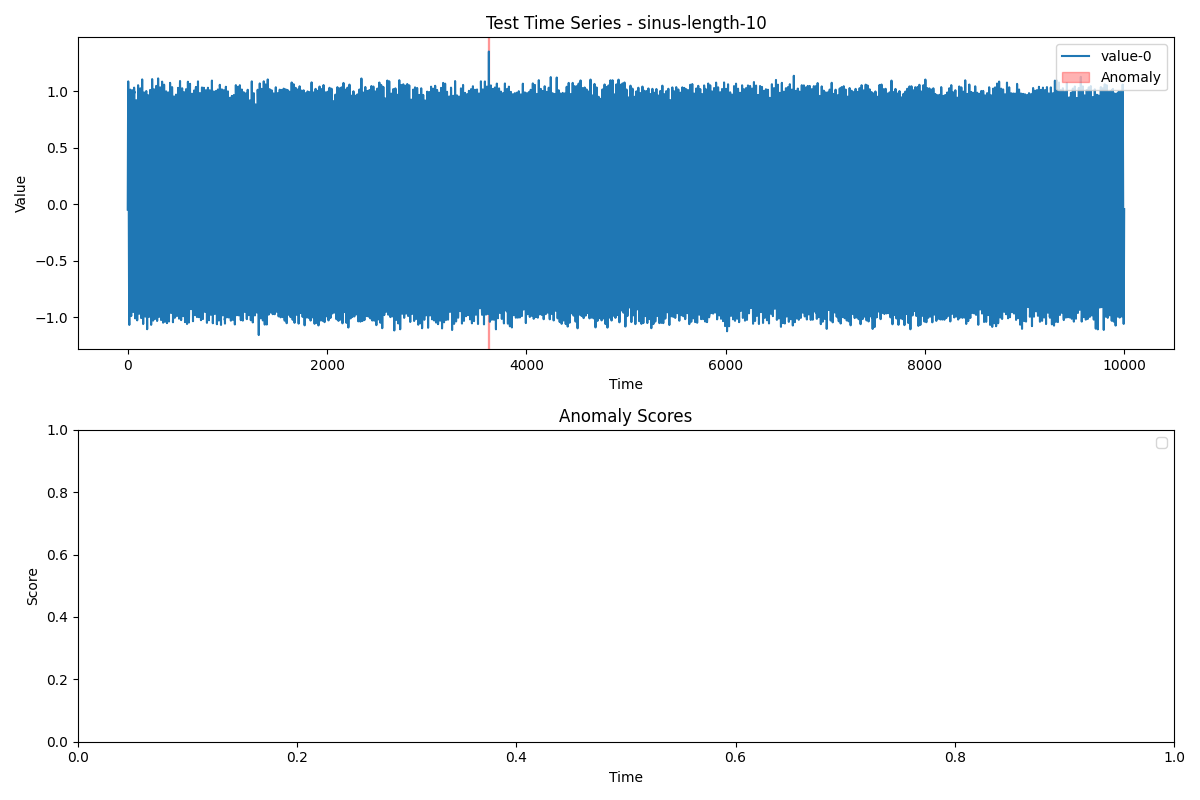 Test Time Series - sinus-length-10
value-0
Anomaly
1.0
0.5
0.0
−0.5
−1.0
Value
0 2000 4000 6000 8000 10000
Time
Anomaly Scores
1.0
0.8
0.6
0.4
0.2
0.0
Score
0.0 0.2 0.4 0.6 0.8 1.0
Time